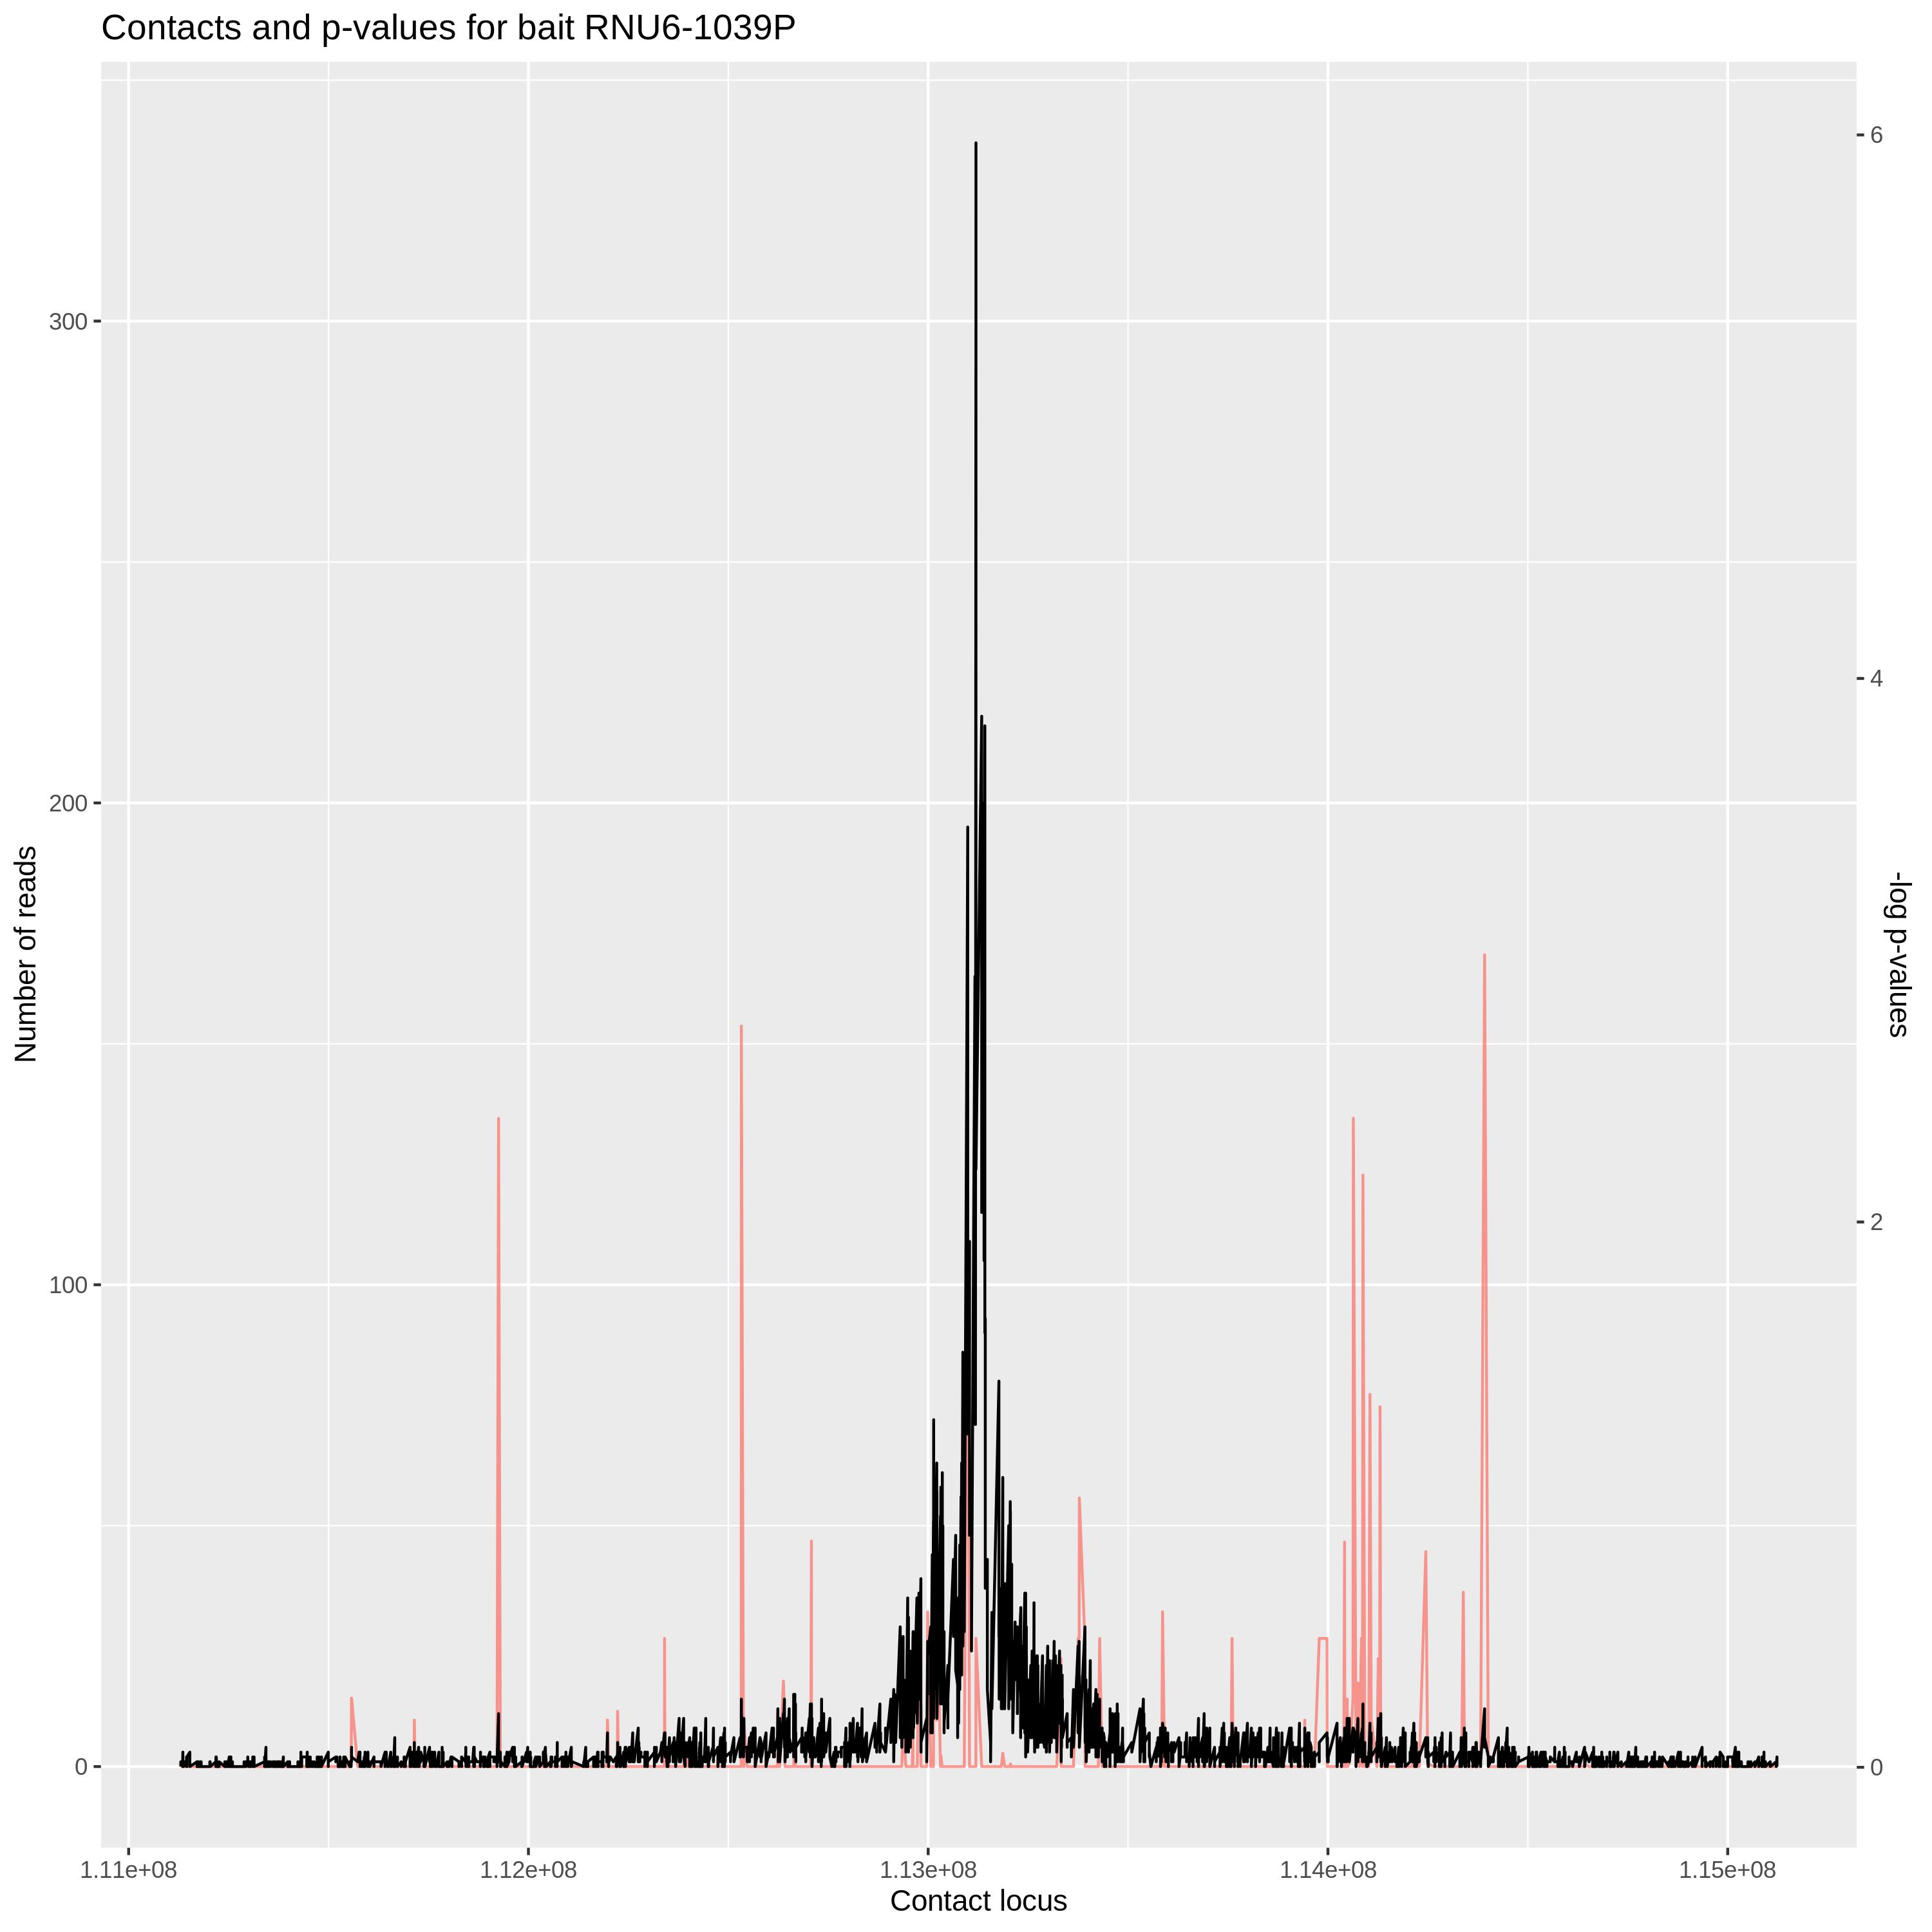 Contacts and p-values for bait RNU6-1039P
Number of reads
300
200
100
0
6
4
2
0
-log p-values
1.11e+08
1.12e+08
1.13e+08
1.14e+08
1.15e+08
Contact locus